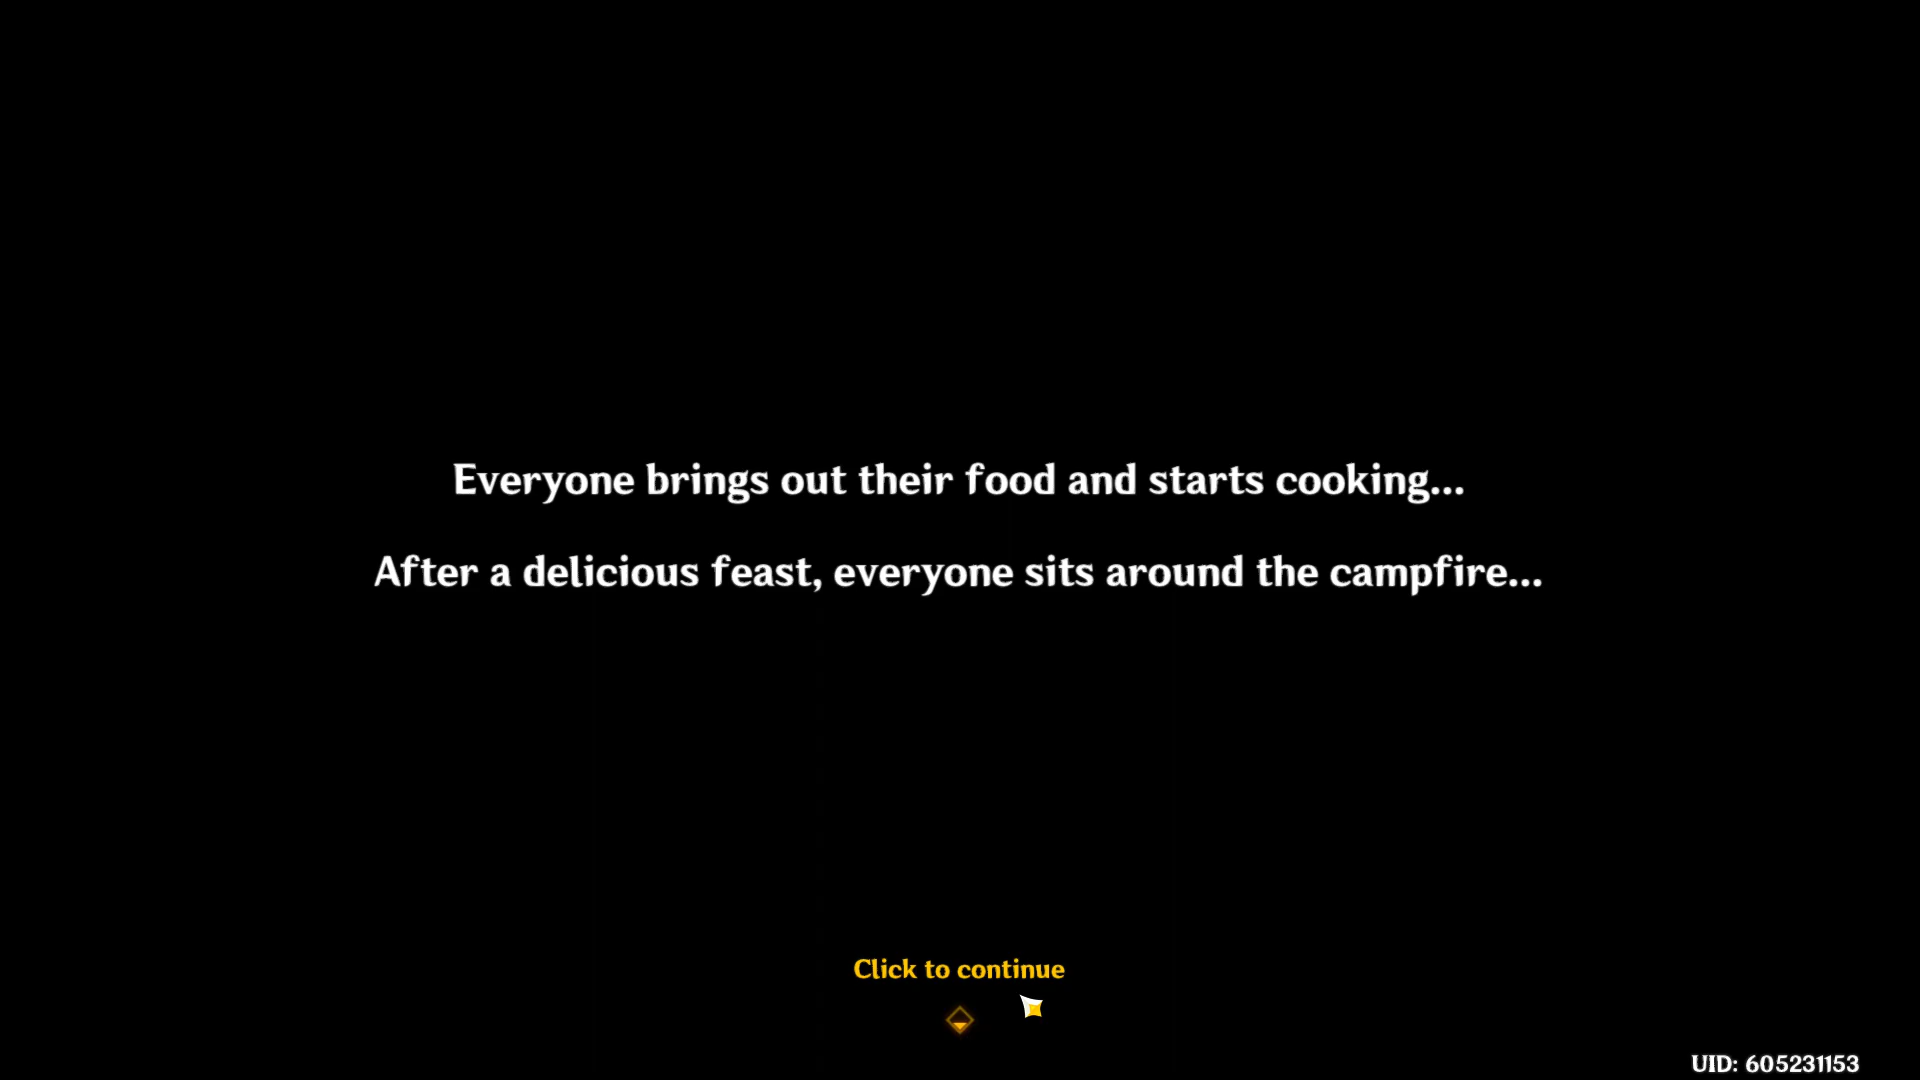 Everyone brings out their food and starts cooking...
After a delicious feast, everyone sits around the campfire...
Click to continue
UID: 605231153